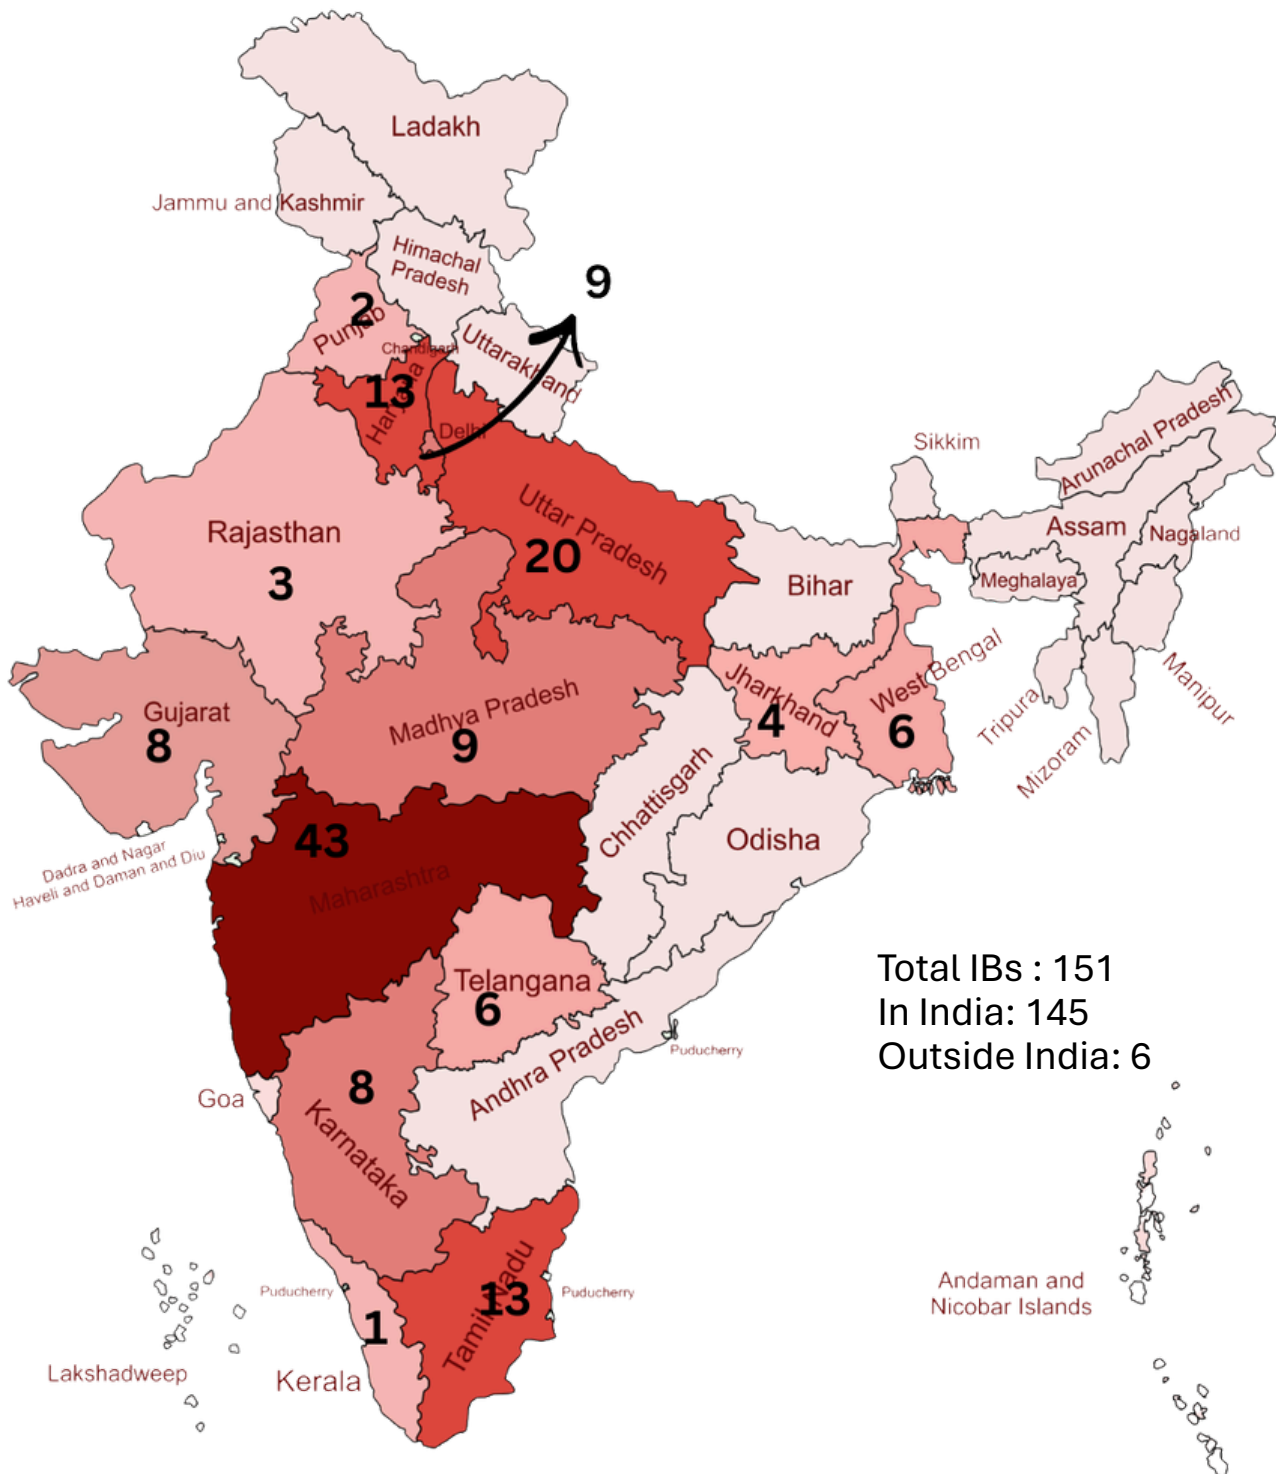 Ladakh
Jammu and Kashmir
Himachal
Pradesh
9
2
Punjab
Chandigarh
Uttarakhand
13
Haryana
Delhi
Sikkim
Arunachal Pradesh
Assam
Nagaland
Meghalaya
Manipur
Tripura
Mizoram
Rajasthan
3
Uttar Pradesh
20
Bihar
Gujarat
8
Madhya Pradesh
9
Jharkhand
4
West Bengal
6
Chhattisgarh
Odisha
Dadra and Nagar
Haveli and Daman and Diu
43
Maharashtra
Telangana
6
Total IBs : 151
In India: 145
Outside India: 6
Andhra Pradesh
Puducherry
Goa
8
Karnataka
Tamil Nadu
13
Puducherry
Puducherry
1
Kerala
Lakshadweep
Andaman and
Nicobar Islands